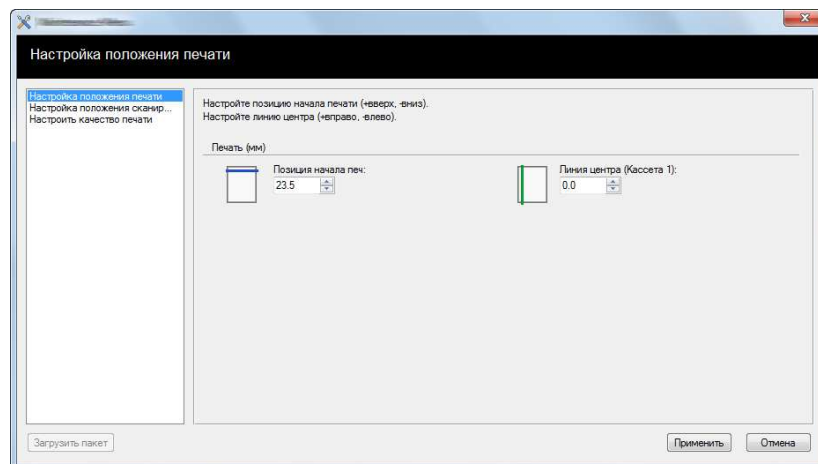 Настройка положения печати
Настройка положения печати
Настройка положения сканир...
Настроить качество печати
Настройте позицию начала печати (+вверх, -вниз).
Настройте линию центра (+вправо, -влево).
Печать (мм)
Позиция начала печ:
23.5
Линия центра (Кассета 1):
0.0
Загрузить пакет
Применить
Отмена